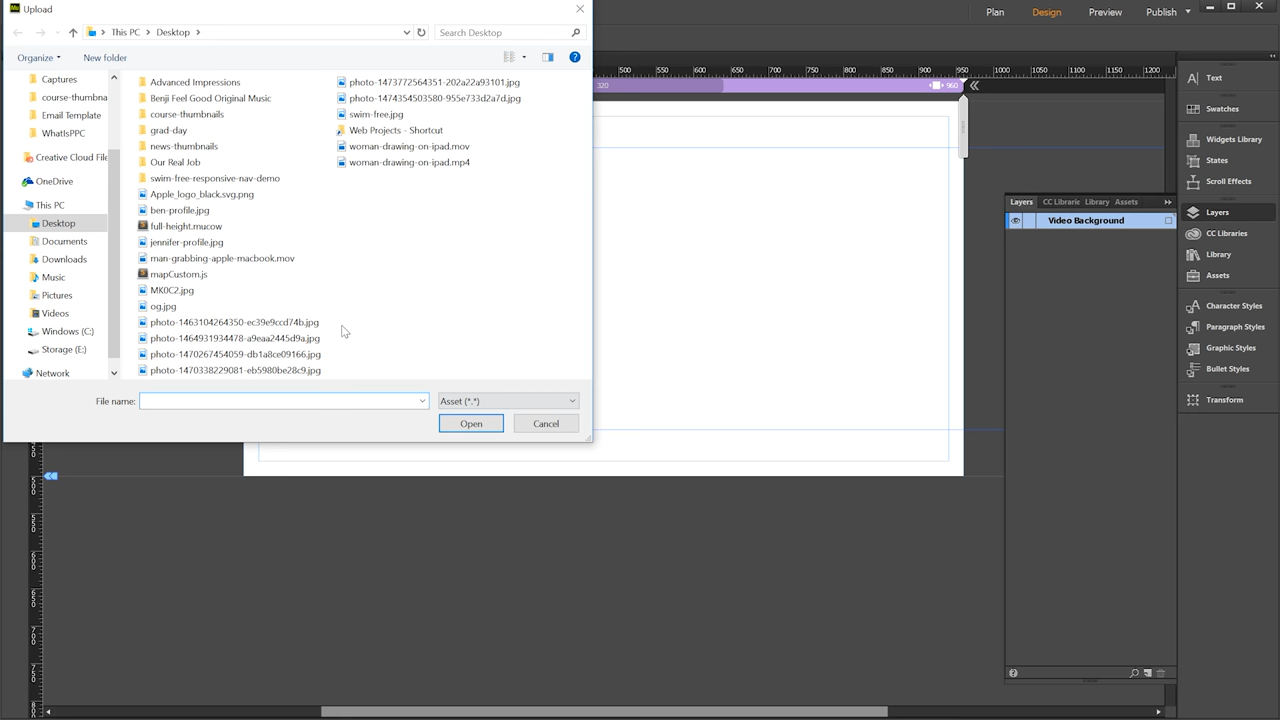 Mu Upload
This PC
Desktop
Search Desktop
Organize
New folder
?
Captures
course-thumbna
Email Template
WhatIsPPC
Creative Cloud File
OneDrive
This PC
Desktop
Documents
Downloads
Music
Pictures
Videos
Windows (C:)
Storage (E:)
Network
Advanced Impressions
Benji Feel Good Original Music
course-thumbnails
grad-day
news-thumbnails
Our Real Job
swim-free-responsive-nav-demo
Apple_logo_black.svg.png
ben-profile.jpg
full-height.mucow
jennifer-profile.jpg
man-grabbing-apple-macbook.mov
mapCustom.js
MK0C2.jpg
og.jpg
photo-1463104264350-ec39e9ccd74b.jpg
photo-1464931934478-a9eaa2445d9a.jpg
photo-1470267454059-db1a8ce09166.jpg
photo-1470338229081-eb5980be28c9.jpg
photo-1473772564351-202a22a93101.jpg
photo-1474354503580-955e733d2a7d.jpg
swim-free.jpg
Web Projects - Shortcut
woman-drawing-on-ipad.mov
woman-drawing-on-ipad.mp4
File name:
Asset (*.*)
Open
Cancel
Plan
Design
Preview
Publish
650 700 750 800 850 900 950 1000 1050 1100 1150 1200
320
960
500
550
600
650
700
750
Layers
CC Librarie
Library
Assets
Video Background
Text
Swatches
Widgets Library
States
Scroll Effects
Layers
CC Libraries
Library
Assets
Character Styles
Paragraph Styles
Graphic Styles
Bullet Styles
Transform